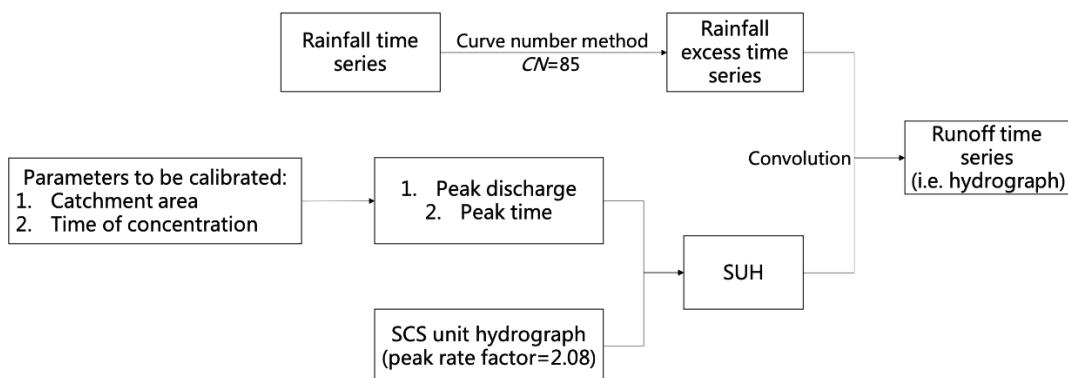 Rainfall time
series
Curve number method
CN=85
Rainfall
excess time
series
Convolution
Runoff time
series
(i.e. hydrograph)
Parameters to be calibrated:
1. Catchment area
2. Time of concentration
1. Peak discharge
2. Peak time
SUH
SCS unit hydrograph
(peak rate factor=2.08)